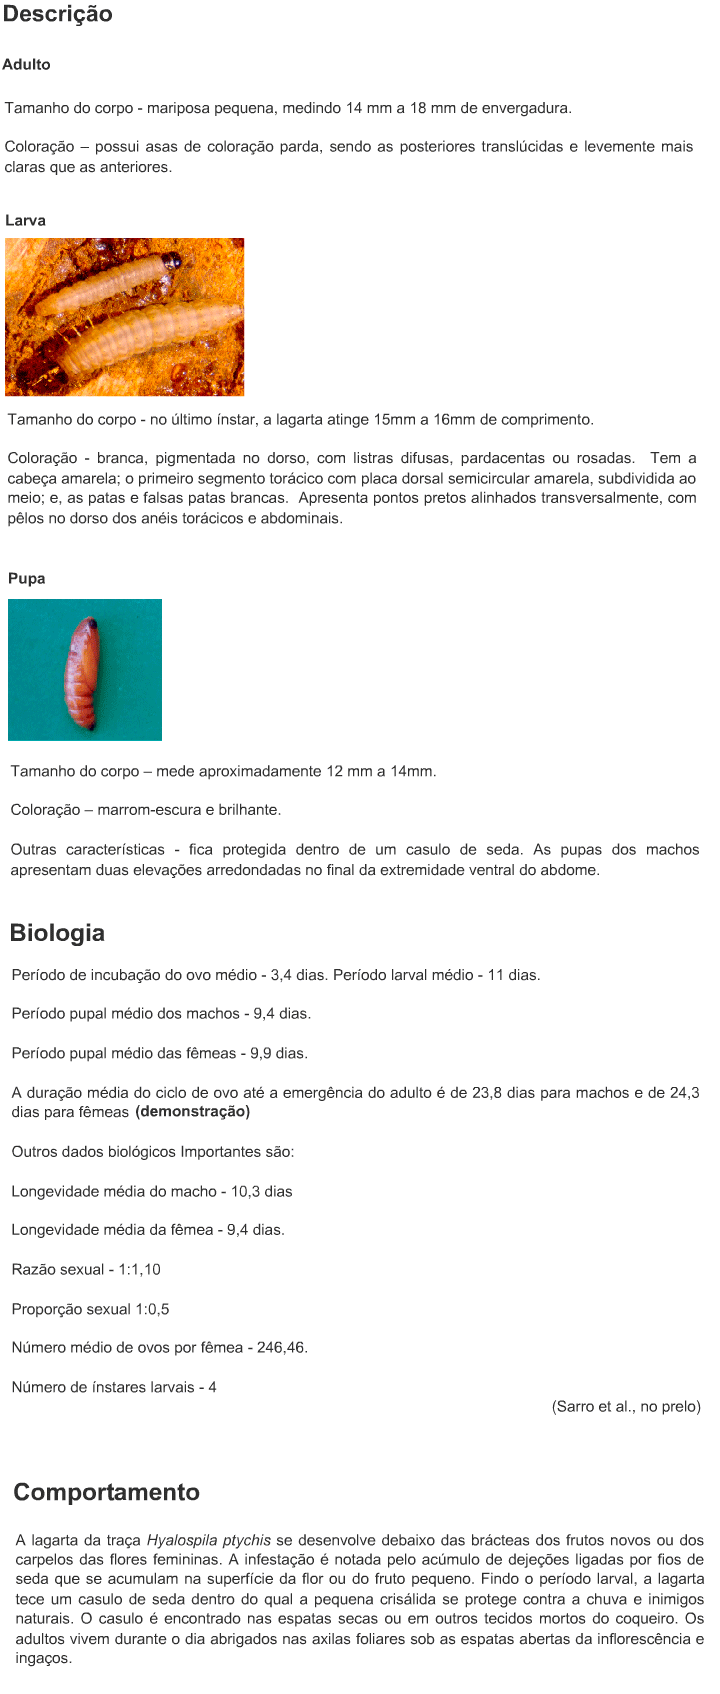 Descrição
Adulto
Tamanho do corpo - mariposa pequena, medindo 14 mm a 18 mm de envergadura.
Coloração – possui asas de coloração parda, sendo as posteriores translúcidas e levemente mais
claras que as anteriores.
Larva
Tamanho do corpo - no último ínstar, a lagarta atinge 15mm a 16mm de comprimento.
Coloração - branca, pigmentada no dorso, com listras difusas, pardacentas ou rosadas.  Tem a
cabeça amarela; o primeiro segmento torácico com placa dorsal semicircular amarela, subdividida ao
meio; e, as patas e falsas patas brancas.  Apresenta pontos pretos alinhados transversalmente, com
pêlos no dorso dos anéis torácicos e abdominais.
Pupa
Tamanho do corpo – mede aproximadamente 12 mm a 14mm.
Coloração – marrom-escura e brilhante.
Outras características - fica protegida dentro de um casulo de seda. As pupas dos machos
apresentam duas elevações arredondadas no final da extremidade ventral do abdome.
Biologia
Período de incubação do ovo médio - 3,4 dias. Período larval médio - 11 dias.
Período pupal médio dos machos - 9,4 dias.
Período pupal médio das fêmeas - 9,9 dias.
A duração média do ciclo de ovo até a emergência do adulto é de 23,8 dias para machos e de 24,3
dias para fêmeas (demonstração)
Outros dados biológicos Importantes são:
Longevidade média do macho - 10,3 dias
Longevidade média da fêmea - 9,4 dias.
Razão sexual - 1:1,10
Proporção sexual 1:0,5
Número médio de ovos por fêmea - 246,46.
Número de ínstares larvais - 4
(Sarro et al., no prelo)
Comportamento
A lagarta da traça Hyalospila ptychis se desenvolve debaixo das brácteas dos frutos novos ou dos
carpelos das flores femininas. A infestação é notada pelo acúmulo de dejeções ligadas por fios de
seda que se acumulam na superfície da flor ou do fruto pequeno. Findo o período larval, a lagarta
tece um casulo de seda dentro do qual a pequena crisálida se protege contra a chuva e inimigos
naturais. O casulo é encontrado nas espatas secas ou em outros tecidos mortos do coqueiro. Os
adultos vivem durante o dia abrigados nas axilas foliares sob as espatas abertas da inflorescência e
ingaços.